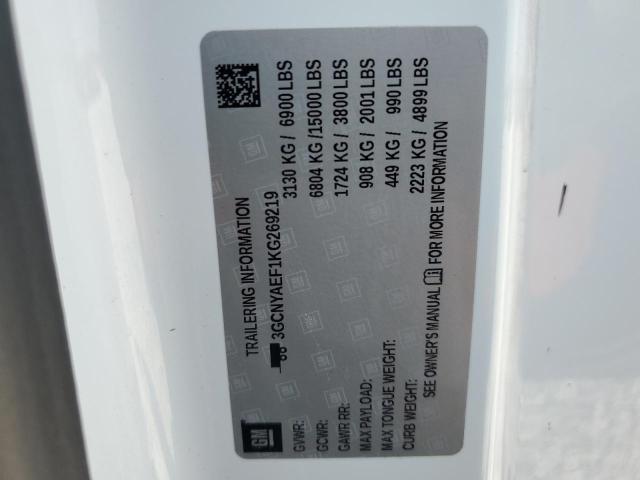 TRAILERING INFORMATION
3GCNYAEF1KG269219
GM
GVWR: 3130 KG / 6900 LBS
GCWR: 6804 KG /15000 LBS
GAWR RR: 1724 KG / 3800 LBS
MAX PAYLOAD: 908 KG / 2001 LBS
MAX TONGUE WEIGHT: 449 KG / 990 LBS
CURB WEIGHT: 2223 KG / 4899 LBS
SEE OWNER'S MANUAL FOR MORE INFORMATION